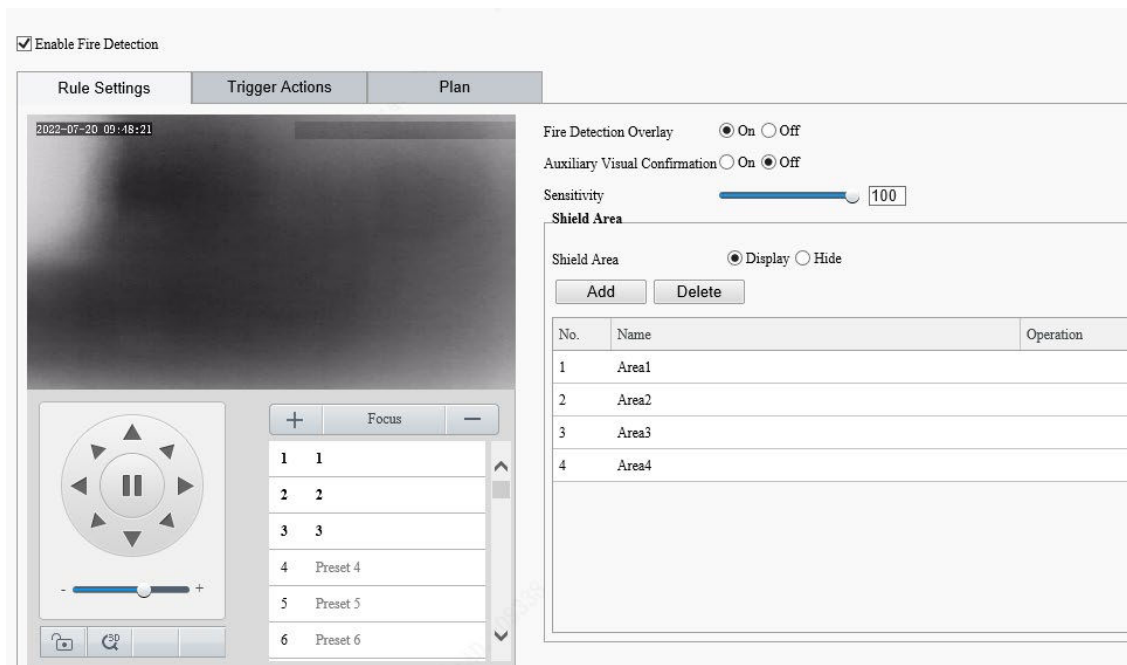 Enable Fire Detection
Rule Settings
Trigger Actions
Plan
2022-07-20 09:48:21
Fire Detection Overlay On Off
Auxiliary Visual Confirmation On Off
Sensitivity 100
Shield Area
Shield Area Display Hide
Add Delete
No. Name Operation
1 Area1
2 Area2
3 Area3
4 Area4
+ Focus −
1 1
2 2
3 3
4 Preset 4
5 Preset 5
6 Preset 6
- +
3D